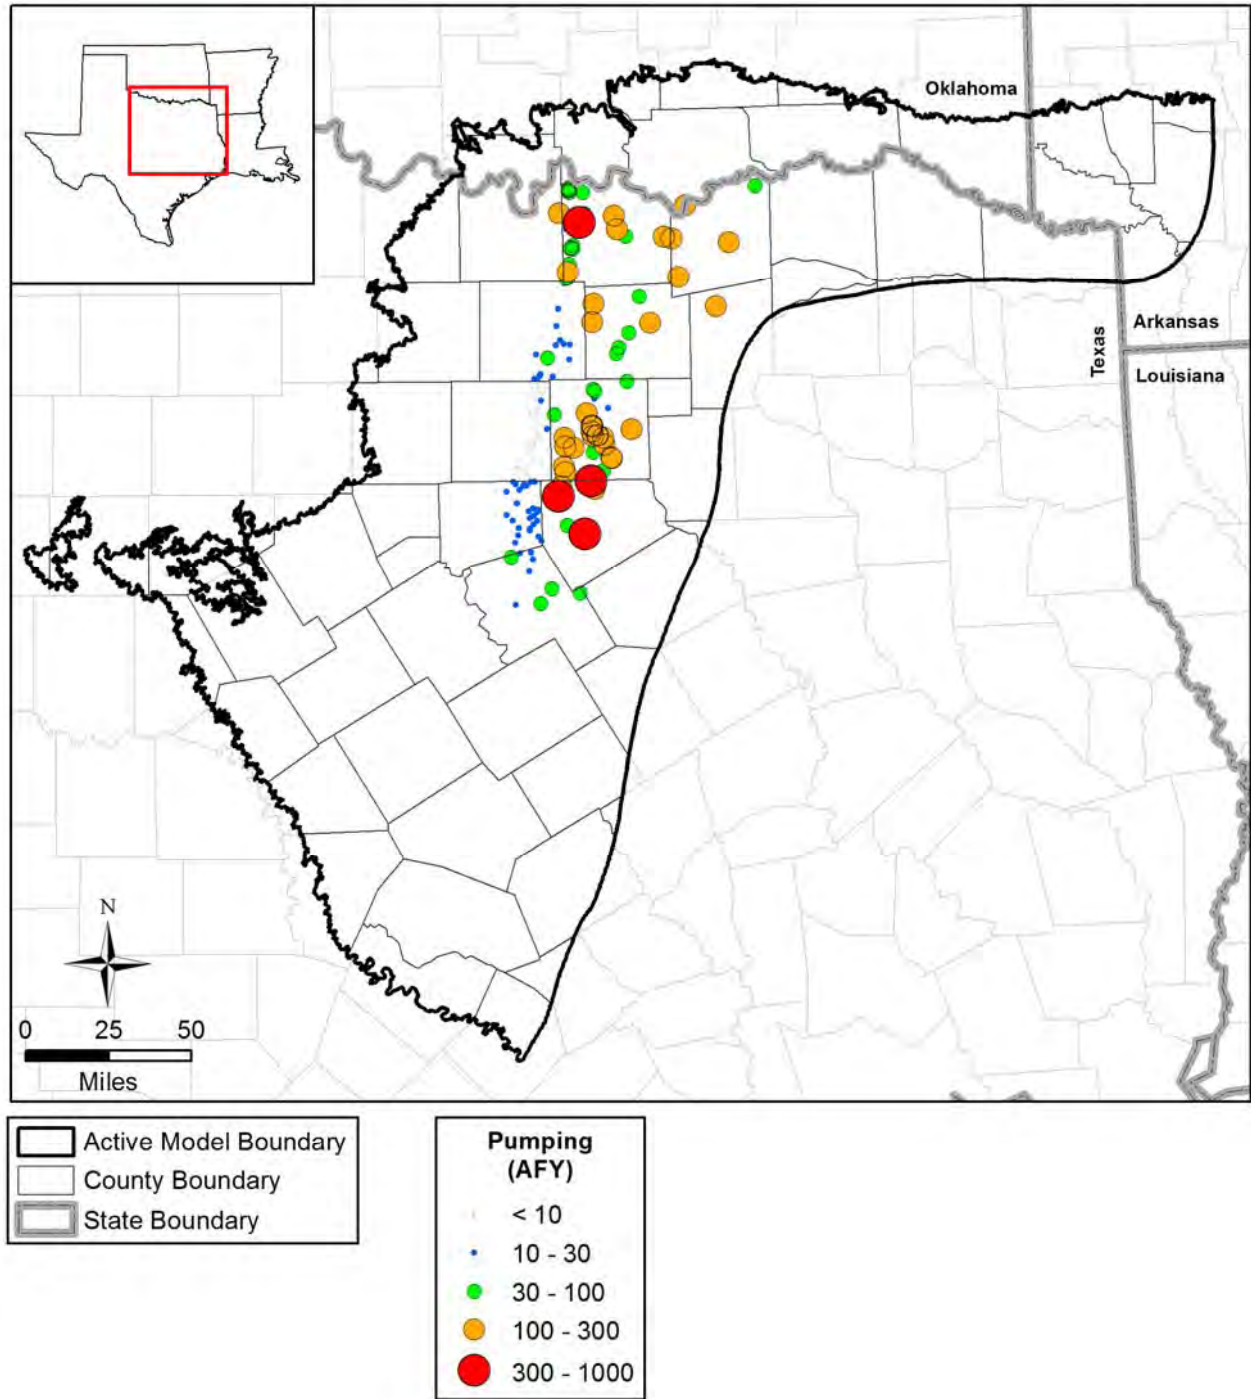 Oklahoma
Arkansas
Texas
Louisiana
N
0 25 50
Miles
Active Model Boundary
County Boundary
State Boundary
Pumping
(AFY)
< 10
10 - 30
30 - 100
100 - 300
300 - 1000